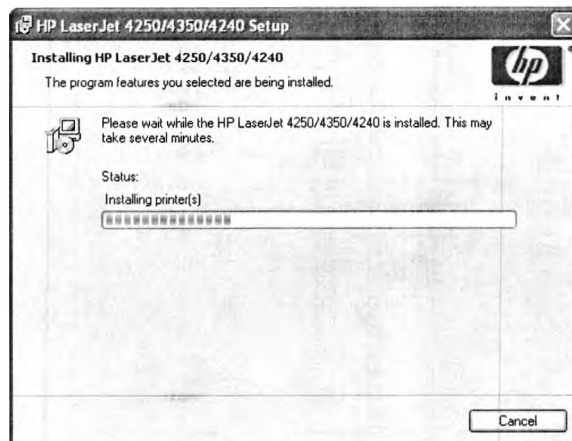 HP LaserJet 4250/4350/4240 Setup
Installing HP LaserJet 4250/4350/4240
The program features you selected are being installed.
hp
invent
Please wait while the HP LaserJet 4250/4350/4240 is installed. This may
take several minutes.
Status:
Installing printer(s)
Cancel